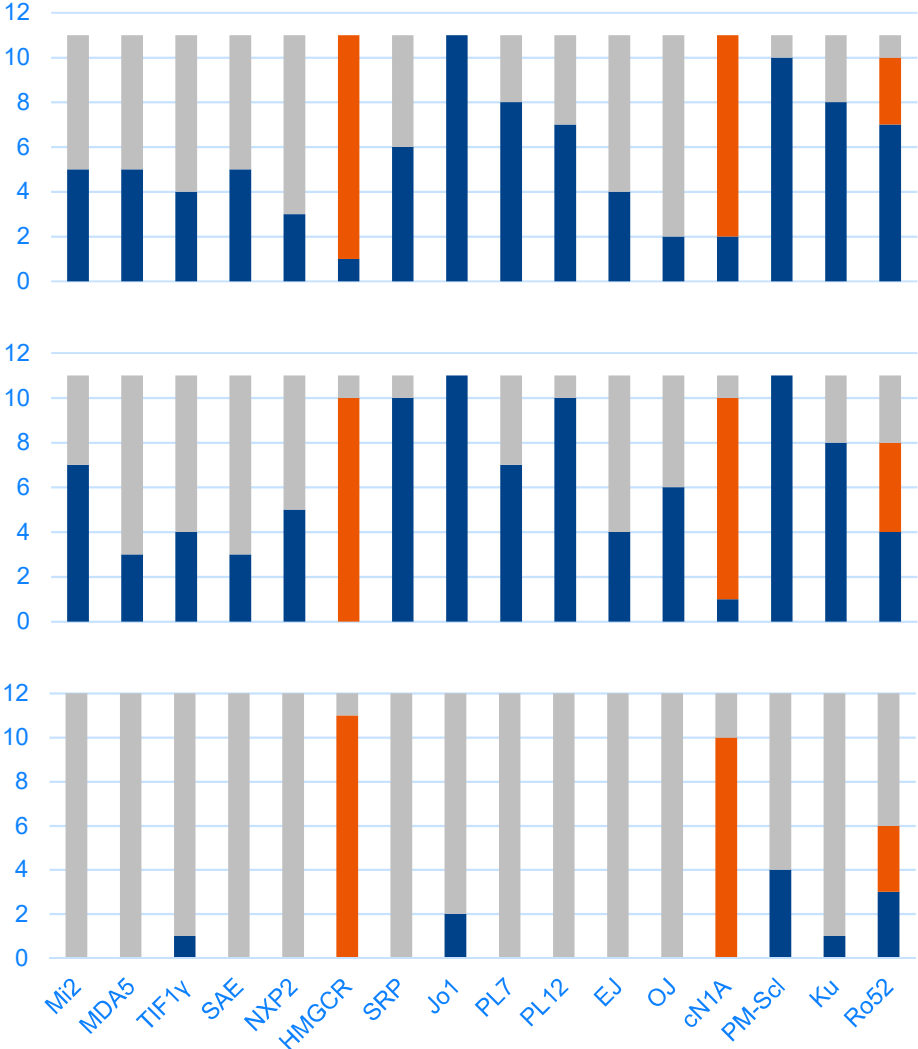 12
10
8
6
4
2
0
12
10
8
6
4
2
0
12
10
8
6
4
2
0
Mi2
MDA5
TIF1γ
SAE
NXP2
HMGCR
SRP
Jo1
PL7
PL12
EJ
OJ
cN1A
PM-Scl
Ku
Ro52